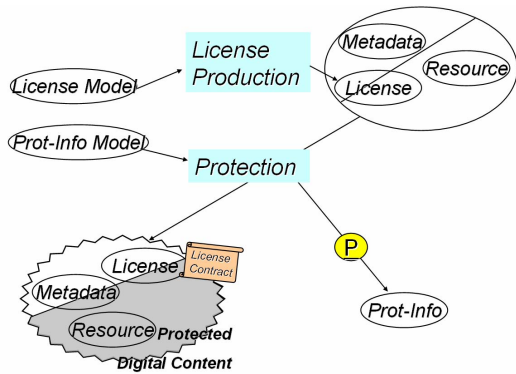 License
Production
Metadata
Resource
License
License Model
Prot-Info Model
Protection
License
Contract
License
P
Metadata
Prot-Info
Resource
Protected
Digital Content